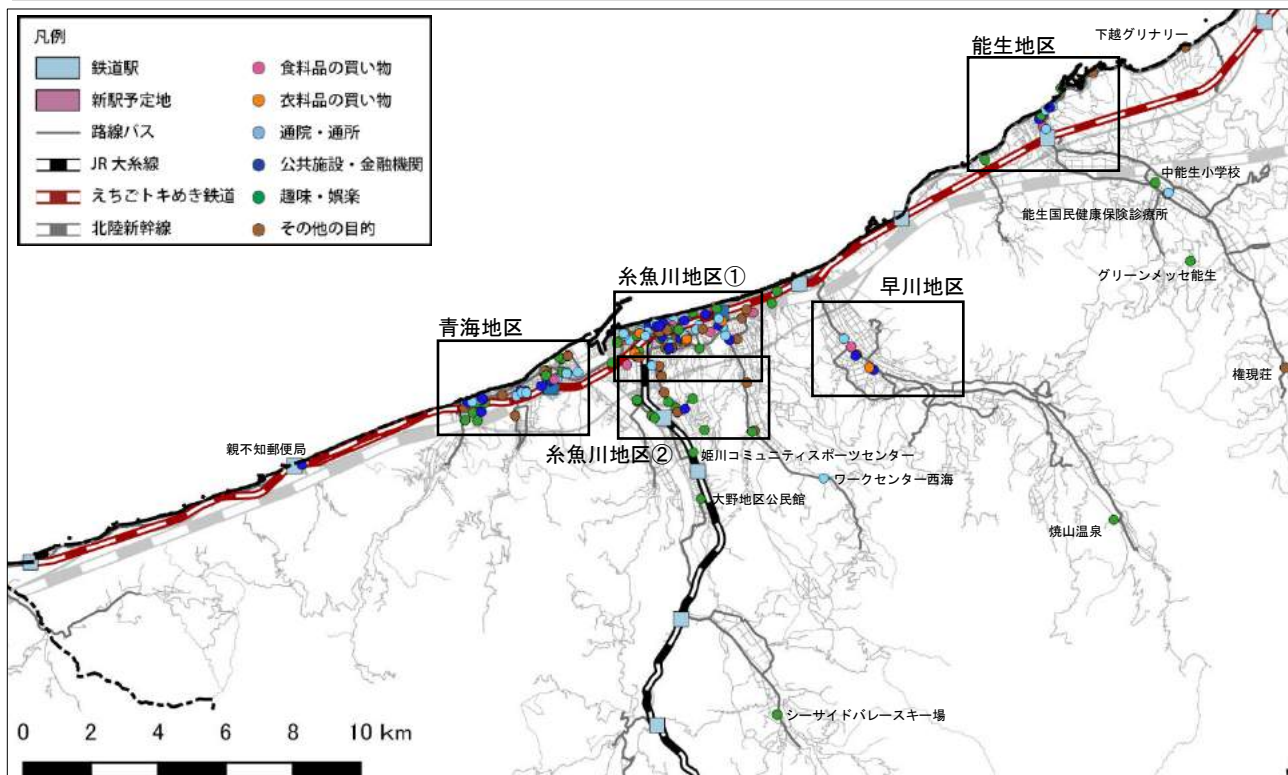 凡例
鉄道駅
新駅予定地
路線バス
JR 大糸線
えちごトキめき鉄道
北陸新幹線
食料品の買い物
衣料品の買い物
通院・通所
公共施設・金融機関
趣味・娯楽
その他の目的
下越グリナリー
能生地区
中能生小学校
能生国民健康保険診療所
グリーンメッセ能生
糸魚川地区①
早川地区
青海地区
権現荘
親不知郵便局
糸魚川地区②
姫川コミュニティスポーツセンター
ワークセンター西海
大野地区公民館
焼山温泉
シーサイドバレースキー場
0 2 4 6 8 10 km